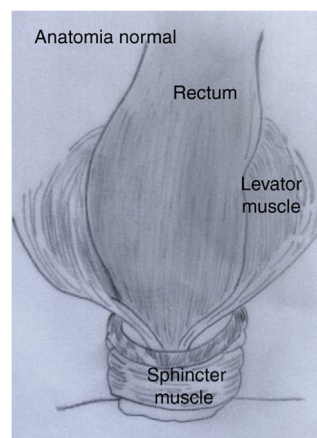 Anatomia normal
Rectum
Levator
muscle
Sphincter
muscle